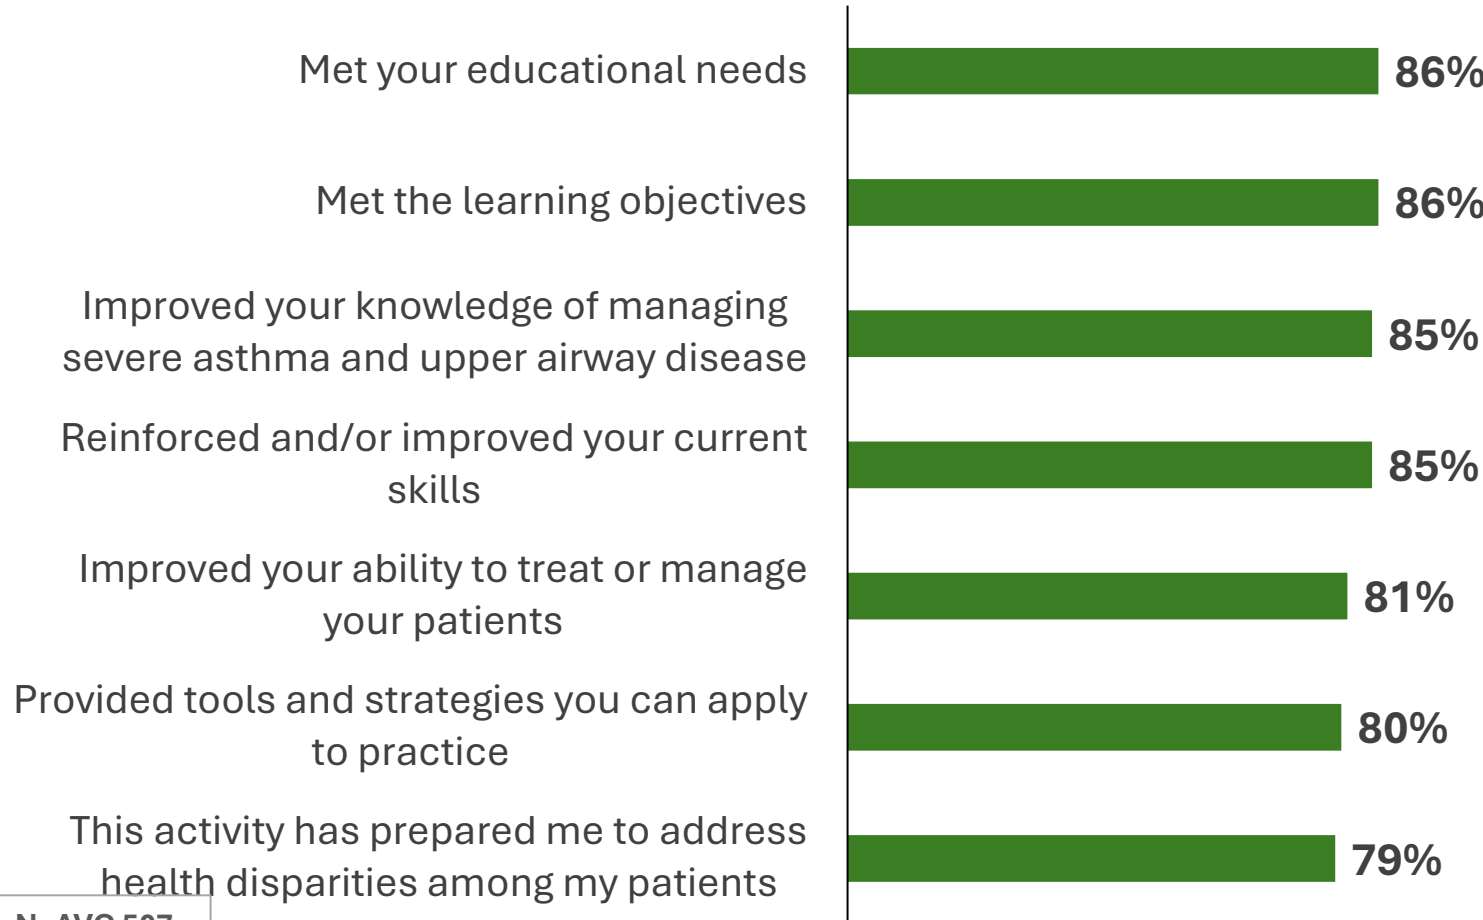 Met your educational needs
86%
Met the learning objectives
86%
Improved your knowledge of managing
severe asthma and upper airway disease
85%
Reinforced and/or improved your current
skills
85%
Improved your ability to treat or manage
your patients
81%
Provided tools and strategies you can apply
to practice
80%
This activity has prepared me to address
health disparities among my patients
79%